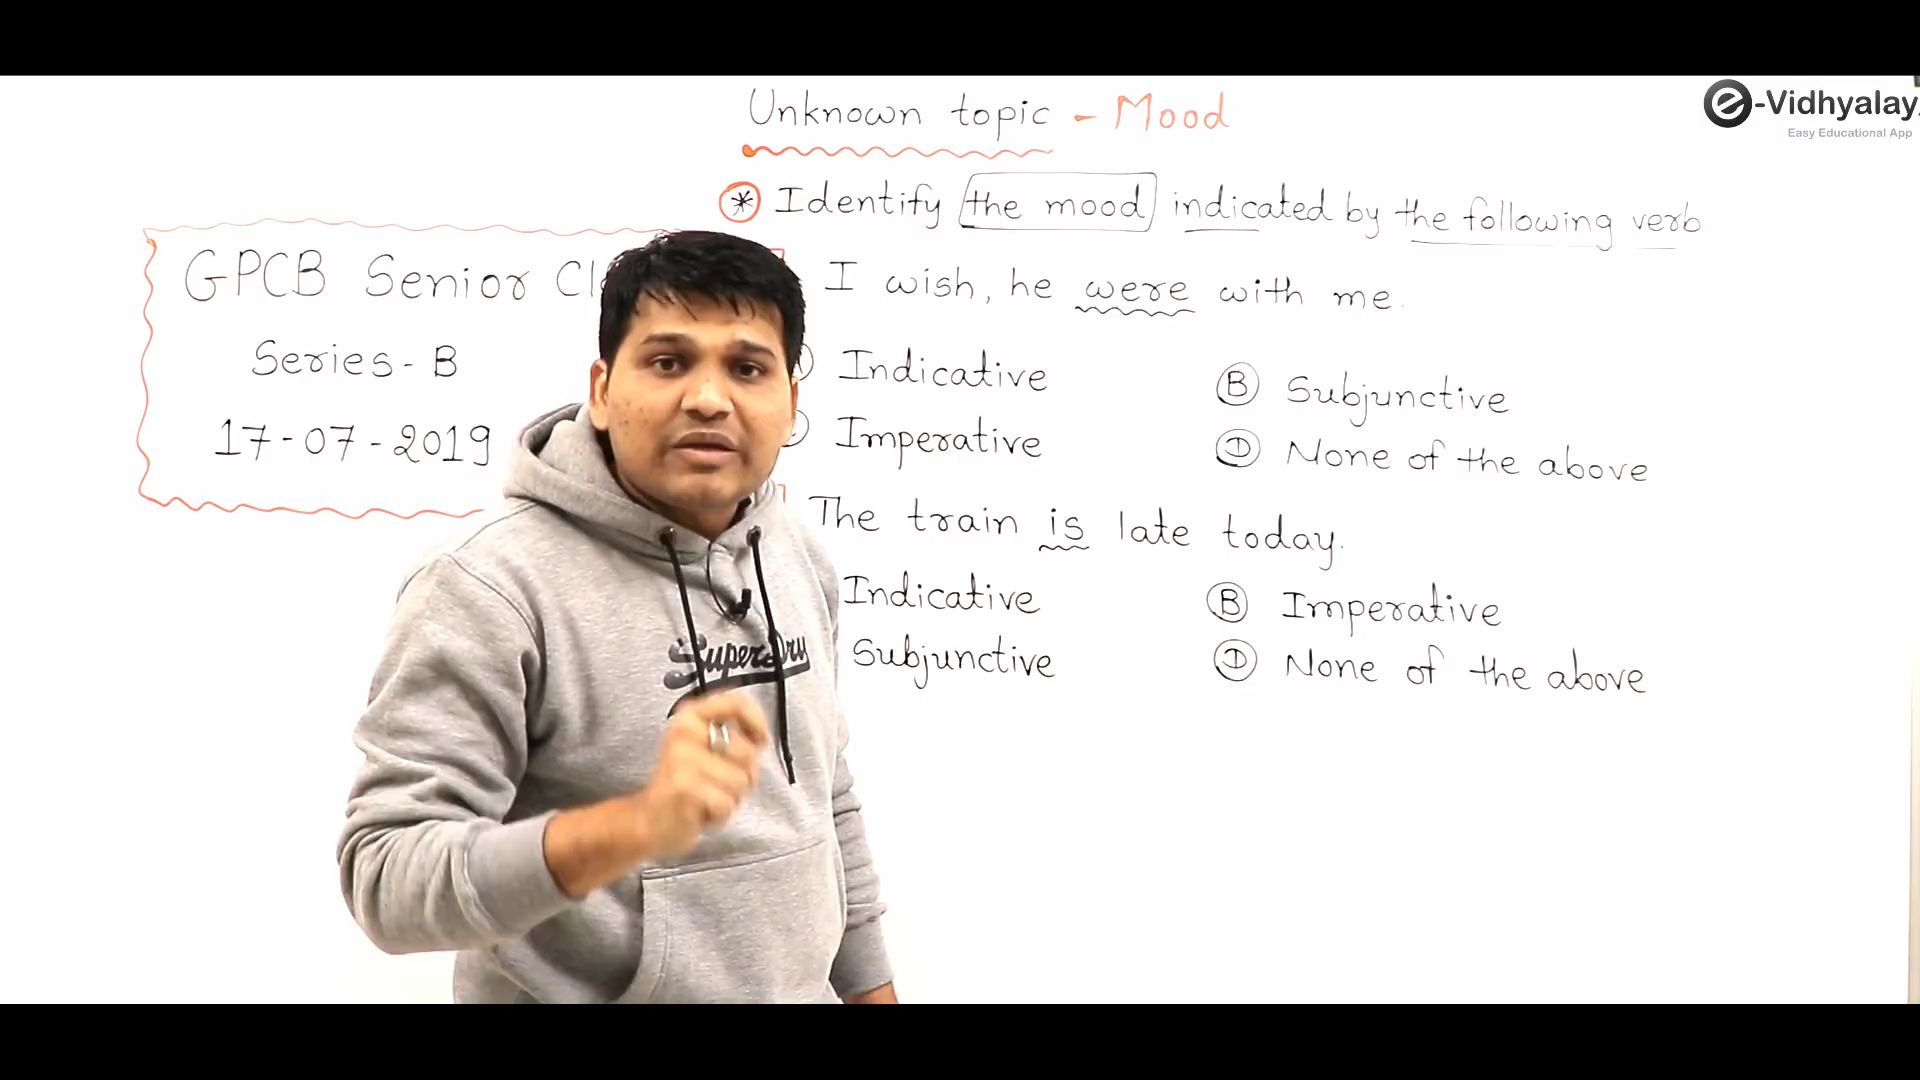 Unknown topic - Mood
e-Vidhyalay
Easy Educational App
* Identify the mood indicated by the following verb
GPCB Senior
Series - B
17-07-2019
I wish, he were with me.
Indicative
B Subjunctive
Imperative
D None of the above
The train is late today.
Indicative
B Imperative
Subjunctive
D None of the above
Superdry